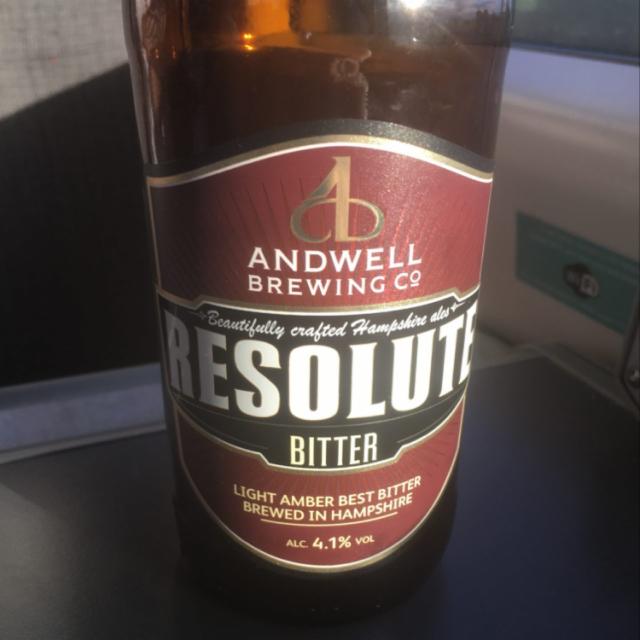 ANDWELL
BREWING CO
Beautifully crafted Hampshire ales
RESOLUTE
BITTER
LIGHT AMBER BEST BITTER
BREWED IN HAMPSHIRE
ALC. 4.1% VOL